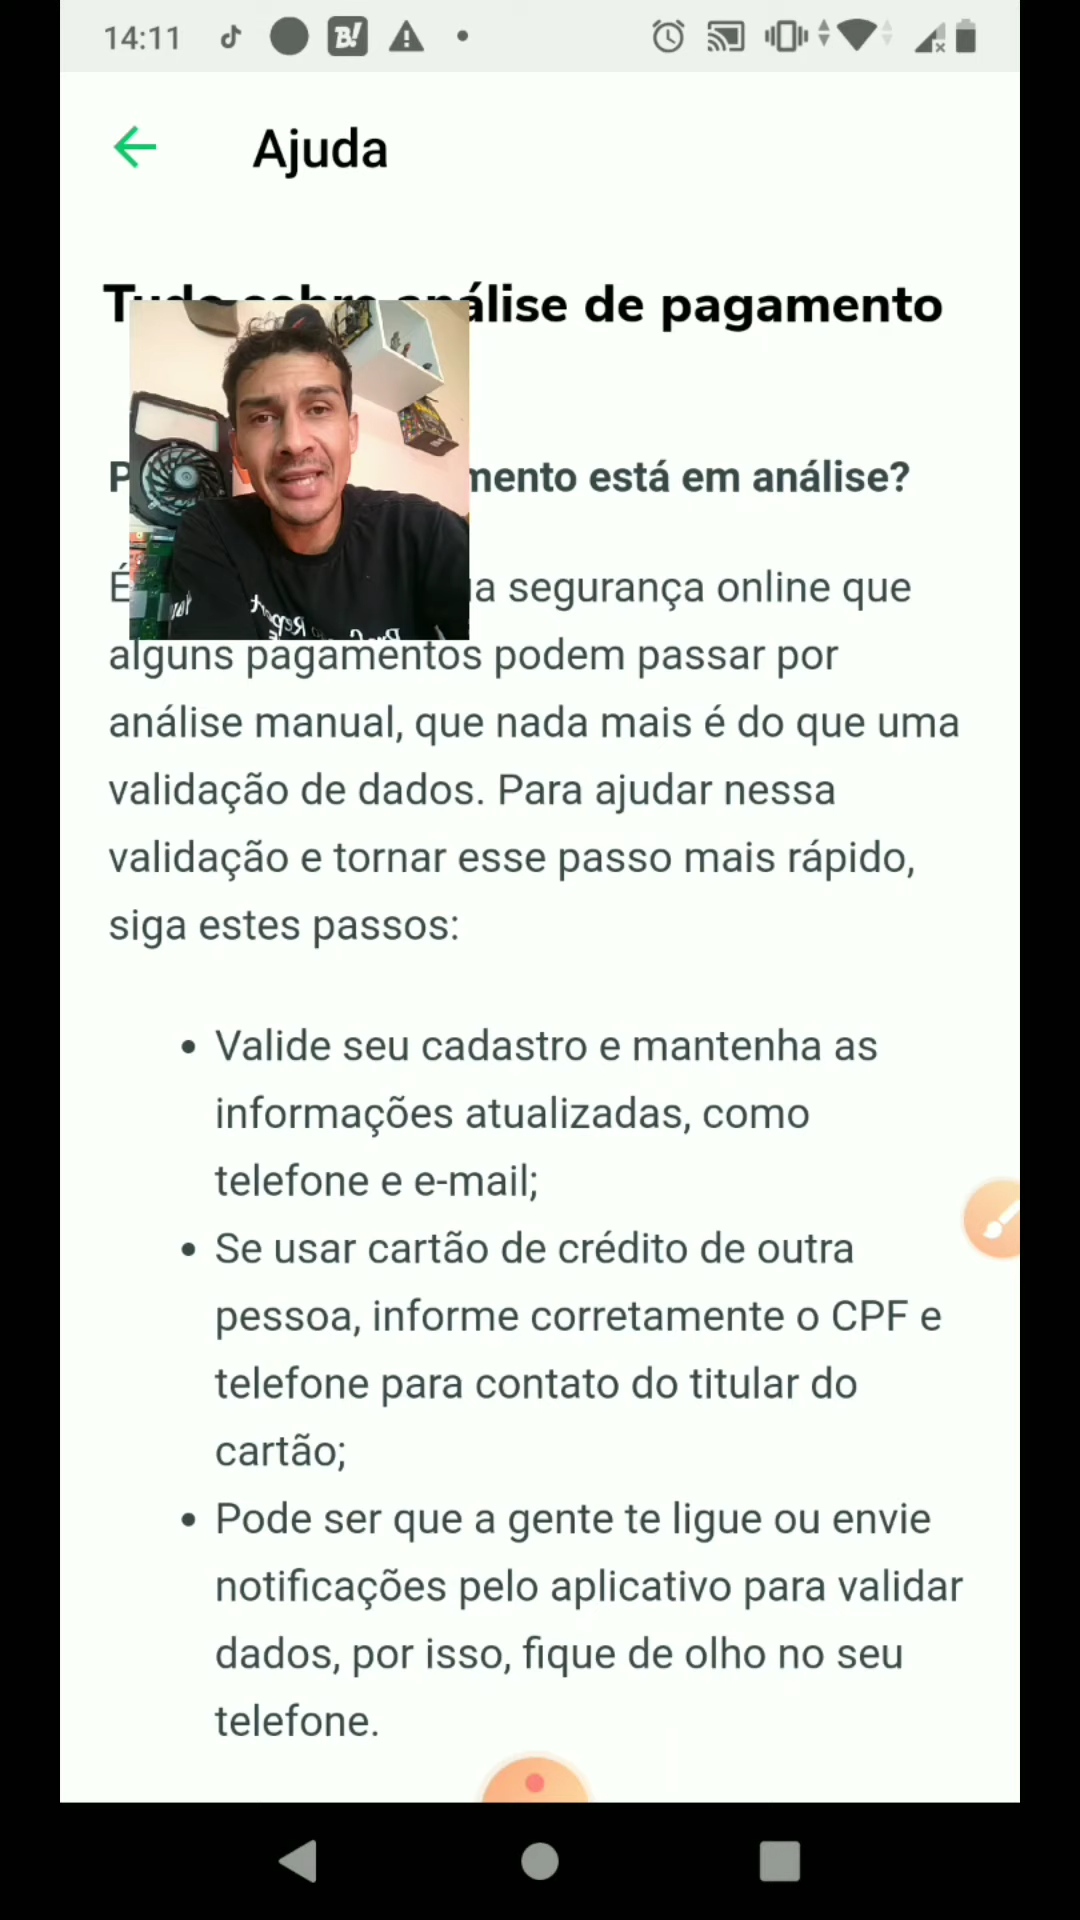 14:11
B!
Ajuda
análise de pagamento
está em análise?
segurança online que
alguns pagamentos podem passar por
análise manual, que nada mais é do que uma
validação de dados. Para ajudar nessa
validação e tornar esse passo mais rápido,
siga estes passos:
• Valide seu cadastro e mantenha as
informações atualizadas, como
telefone e e-mail;
• Se usar cartão de crédito de outra
pessoa, informe corretamente o CPF e
telefone para contato do titular do
cartão;
• Pode ser que a gente te ligue ou envie
notificações pelo aplicativo para validar
dados, por isso, fique de olho no seu
telefone.